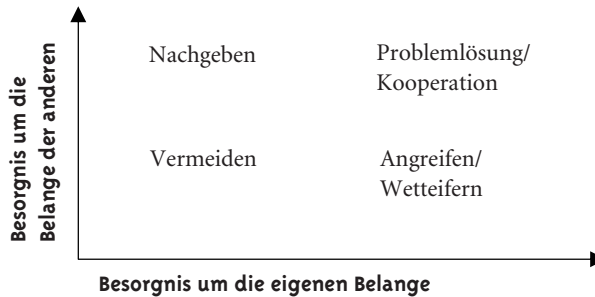 Besorgnis um die
Belange der anderen
Nachgeben
Problemlösung/
Kooperation
Vermeiden
Angreifen/
Wetteifern
Besorgnis um die eigenen Belange